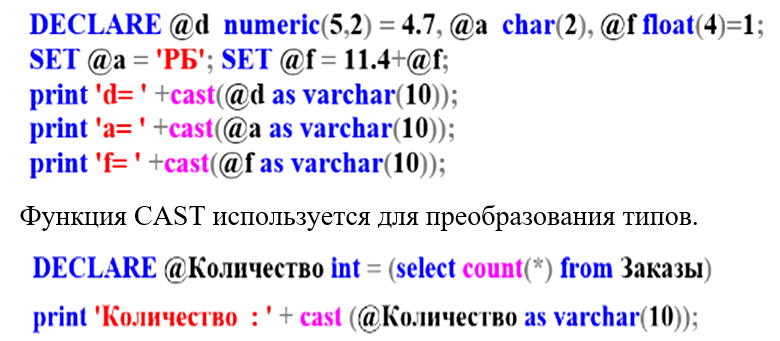 DECLARE @d numeric(5,2) = 4.7, @a char(2), @f float(4)=1;
SET @a = 'РБ'; SET @f = 11.4+@f;
print 'd= ' +cast(@d as varchar(10));
print 'a= ' +cast(@a as varchar(10));
print 'f= ' +cast(@f as varchar(10));
Функция CAST используется для преобразования типов.
DECLARE @Количество int = (select count(*) from Заказы)
print 'Количество : ' + cast (@Количество as varchar(10));